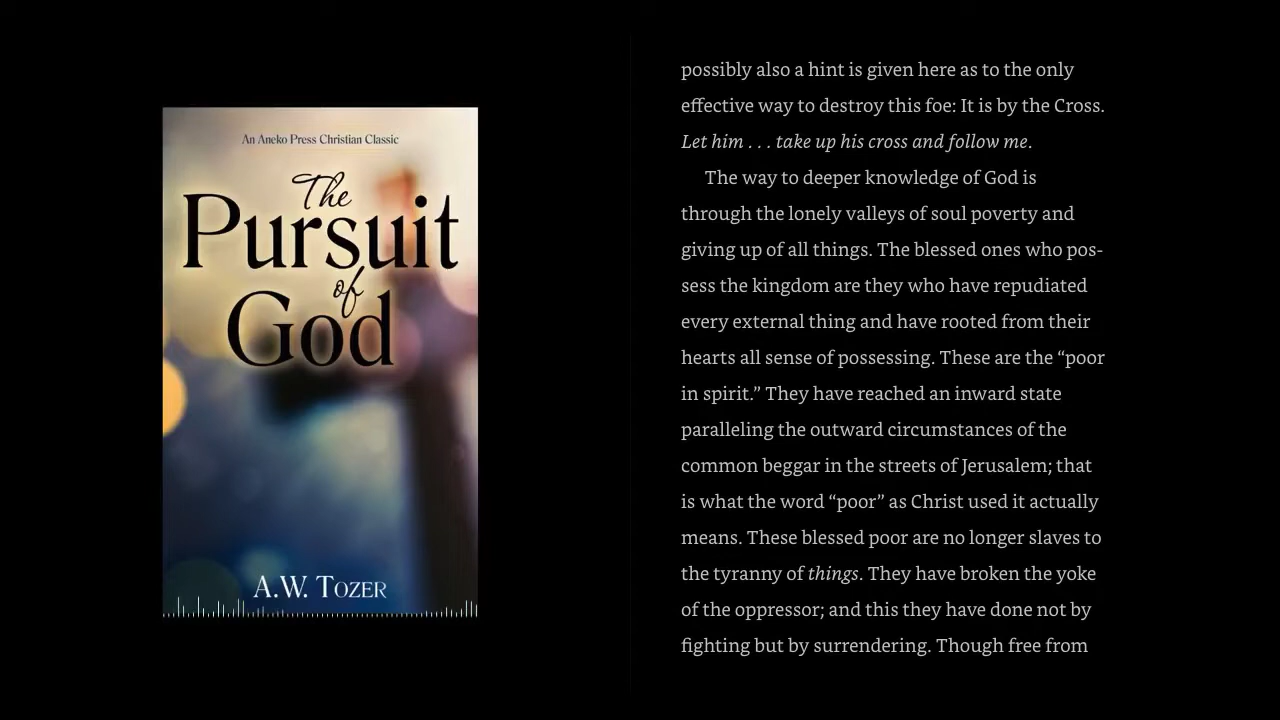 An Aneko Press Christian Classic
The
Pursuit
of
God
A.W. Tozer
possibly also a hint is given here as to the only
effective way to destroy this foe: It is by the Cross.
Let him . . . take up his cross and follow me.
The way to deeper knowledge of God is
through the lonely valleys of soul poverty and
giving up of all things. The blessed ones who pos-
sess the kingdom are they who have repudiated
every external thing and have rooted from their
hearts all sense of possessing. These are the “poor
in spirit.” They have reached an inward state
paralleling the outward circumstances of the
common beggar in the streets of Jerusalem; that
is what the word “poor” as Christ used it actually
means. These blessed poor are no longer slaves to
the tyranny of things. They have broken the yoke
of the oppressor; and this they have done not by
fighting but by surrendering. Though free from